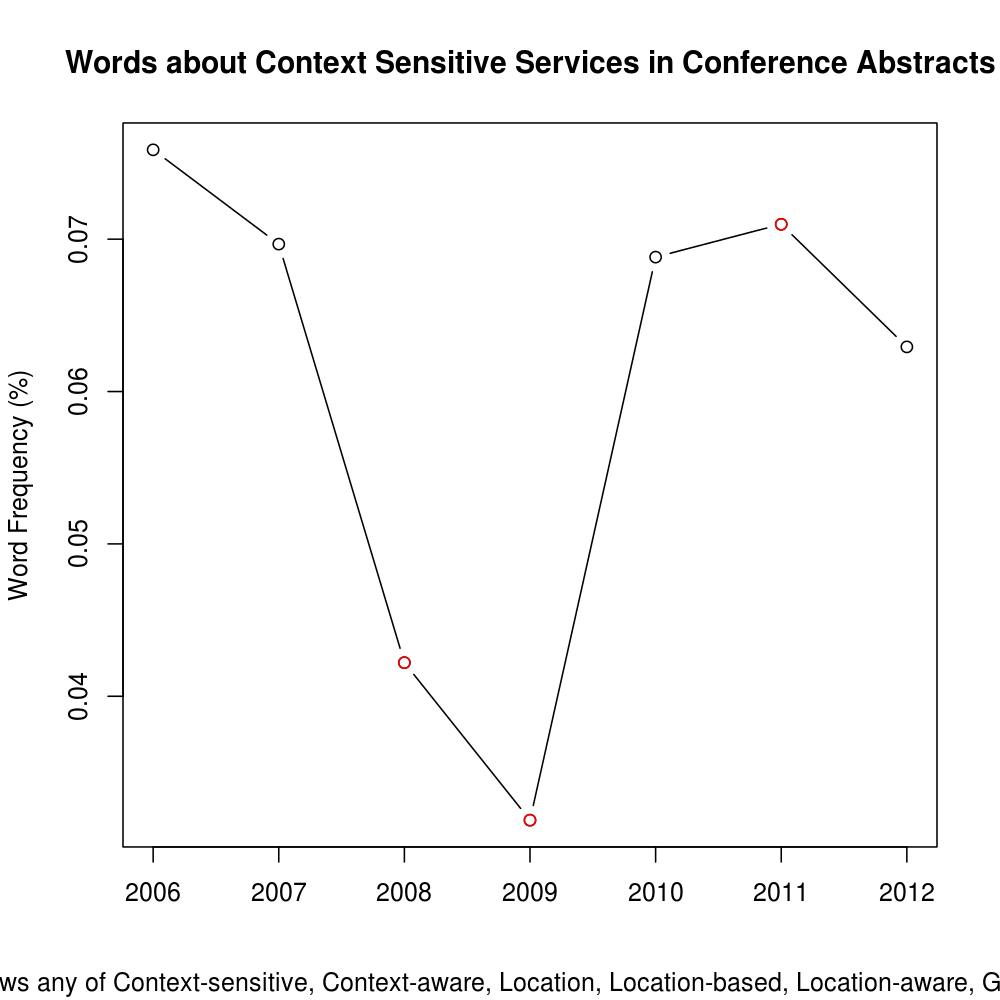 Words about Context Sensitive Services in Conference Abstracts
Word Frequency (%)
0.07
0.06
0.05
0.04
2006 2007 2008 2009 2010 2011 2012
any of Context-sensitive, Context-aware, Location, Location-based, Location-aware,